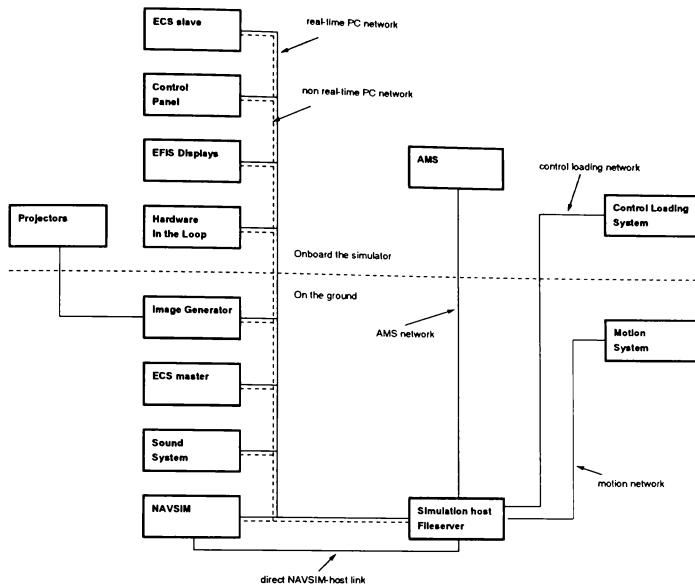 ECS slave
real-time PC network
Control
Panel
non real-time PC network
EFIS Displays
AMS
control loading network
Projectors
Hardware
In the Loop
Control Loading
System
Onboard the simulator
On the ground
Image Generator
AMS network
Motion
System
ECS master
Sound
System
motion network
NAVSIM
Simulation host
Fileserver
direct NAVSIM-host link